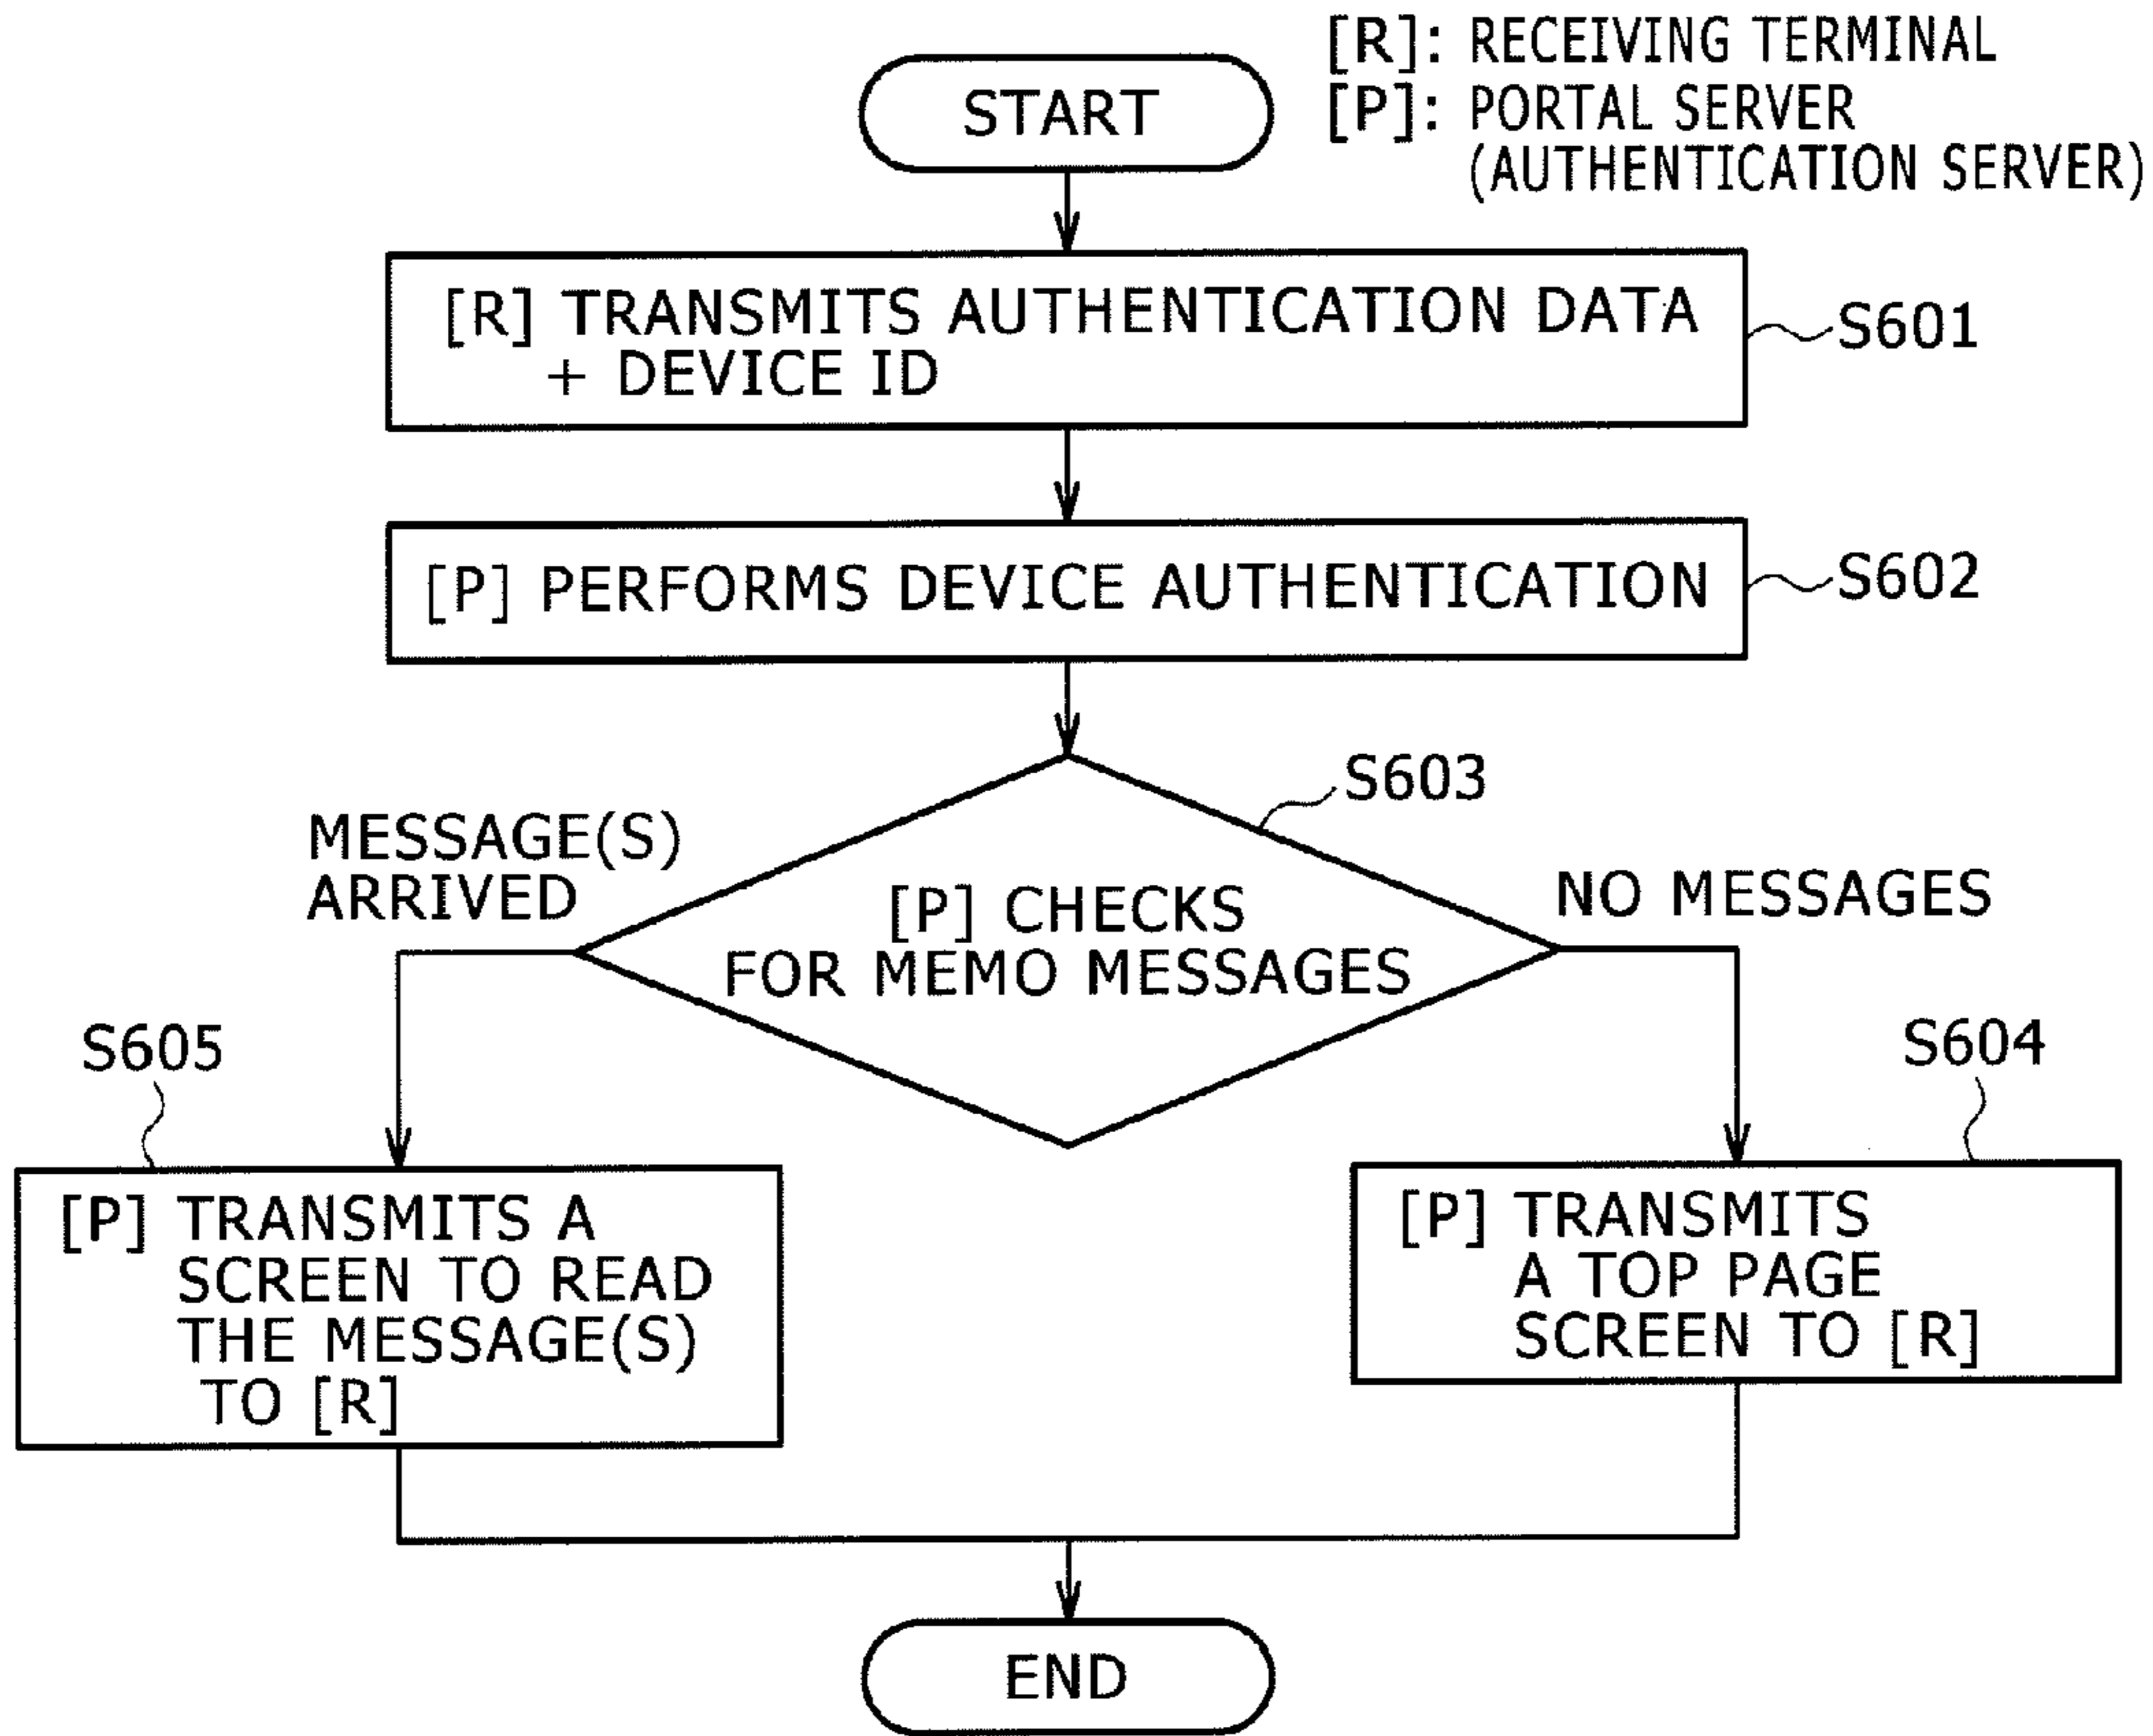 [R]: RECEIVING TERMINAL
[P]: PORTAL SERVER
(AUTHENTICATION SERVER)
START
[R] TRANSMITS AUTHENTICATION DATA
+ DEVICE ID
S601
[P] PERFORMS DEVICE AUTHENTICATION
S602
S603
MESSAGE(S)
ARRIVED
[P] CHECKS
FOR MEMO MESSAGES
NO MESSAGES
S605
S604
[P] TRANSMITS A
SCREEN TO READ
THE MESSAGE(S)
TO [R]
[P] TRANSMITS
A TOP PAGE
SCREEN TO [R]
END